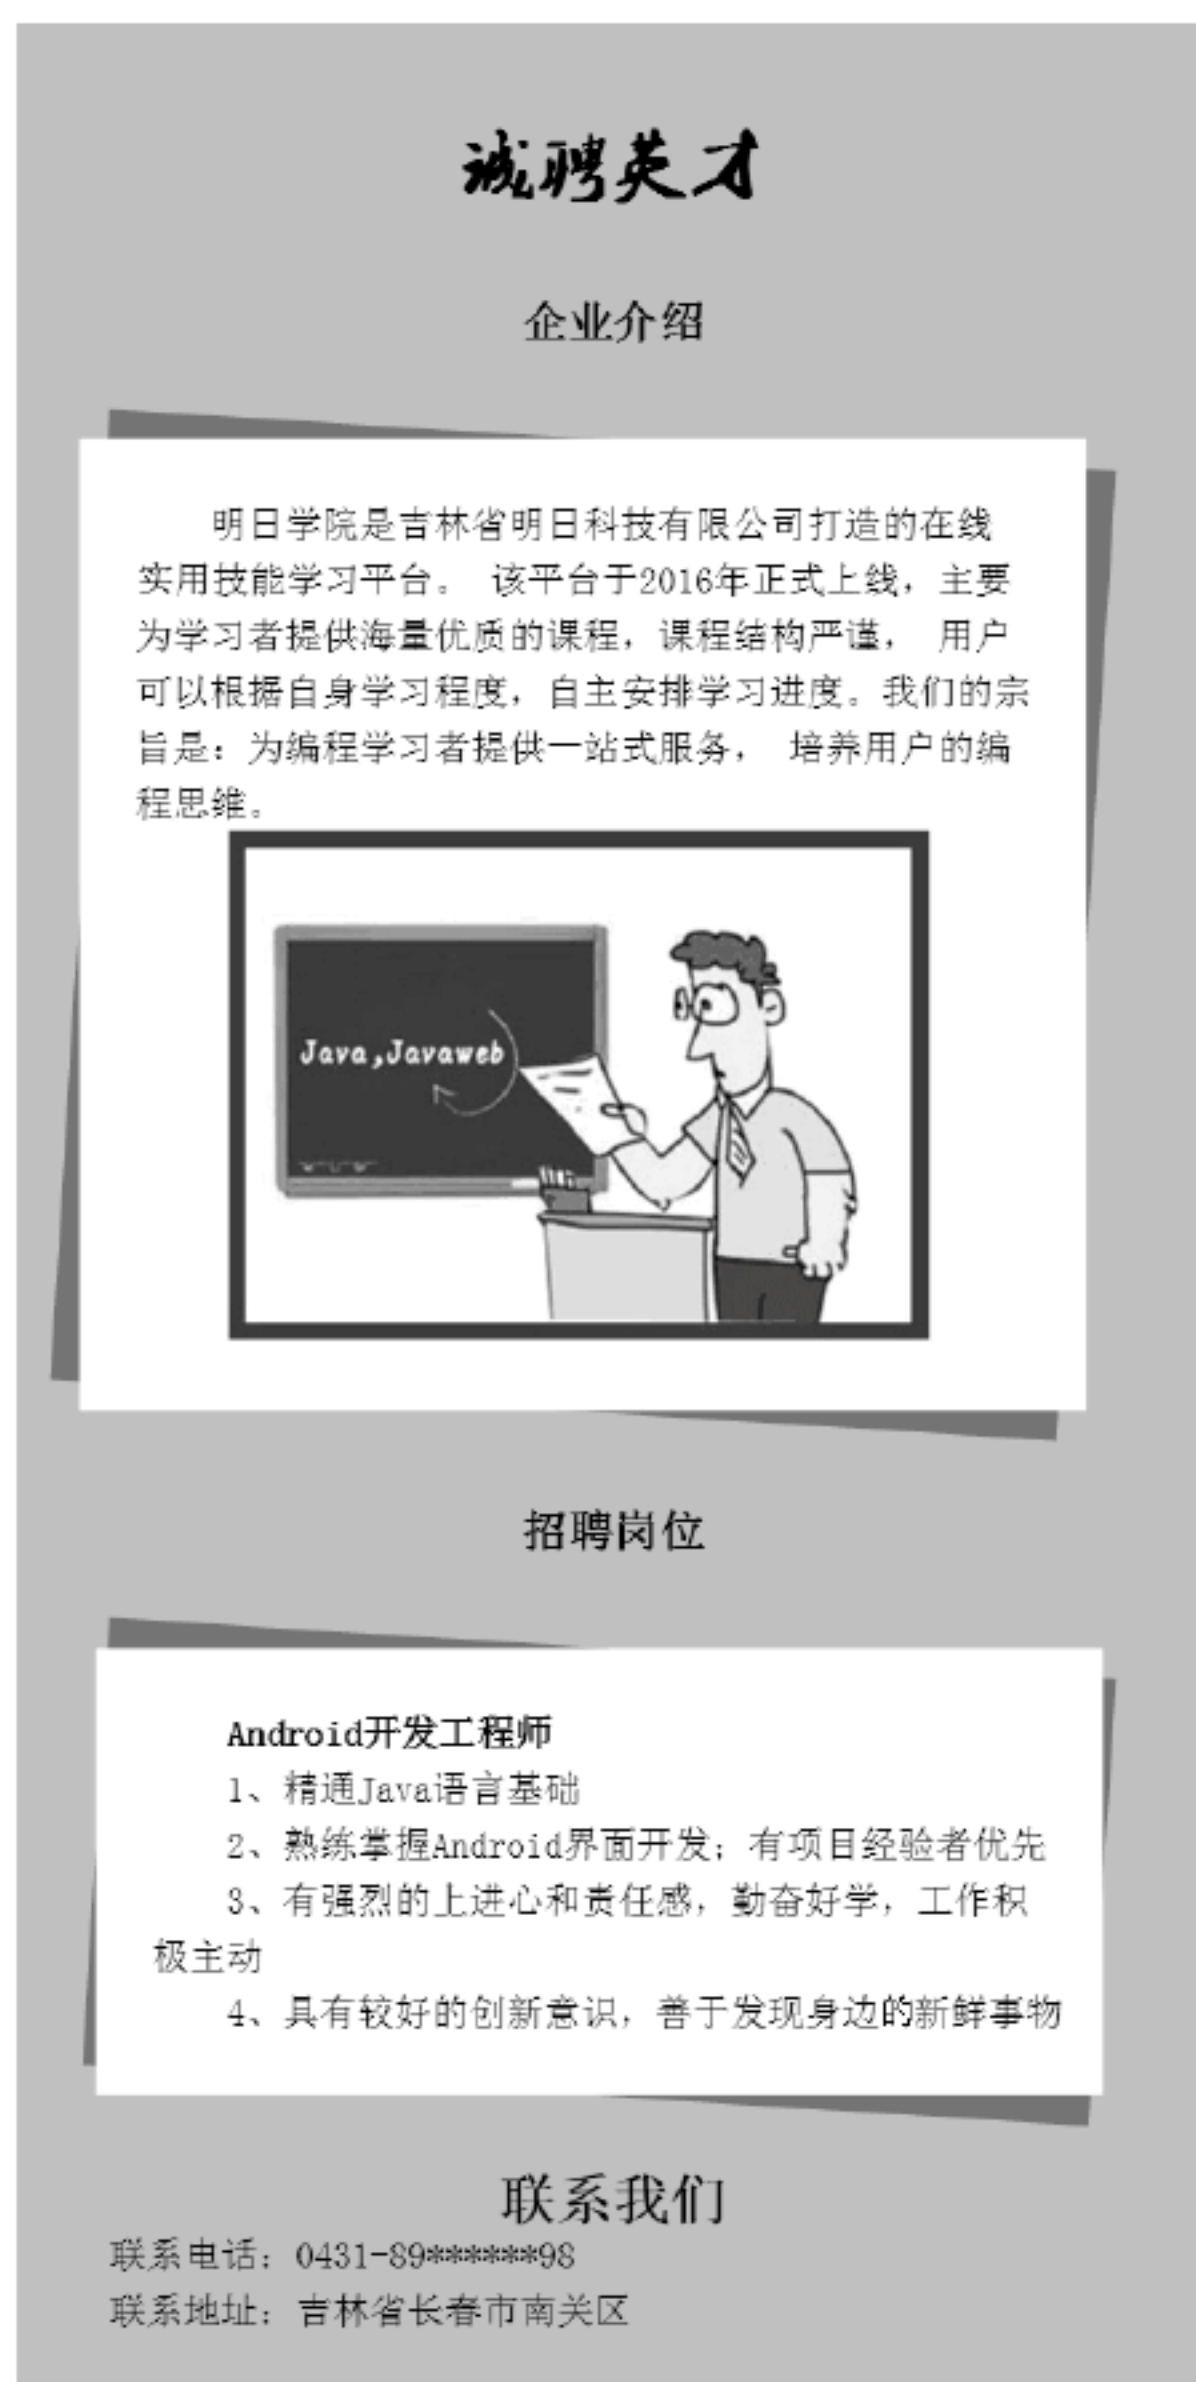 诚聘英才
企业介绍
明日学院是吉林省明日科技有限公司打造的在线
实用技能学习平台。 该平台于2016年正式上线，主要
为学习者提供海量优质的课程，课程结构严谨， 用户
可以根据自身学习程度，自主安排学习进度。我们的宗
旨是：为编程学习者提供一站式服务， 培养用户的编
程思维。
Java,Javaweb
招聘岗位
Android开发工程师
1、精通Java语言基础
2、熟练掌握Android界面开发；有项目经验者优先
3、有强烈的上进心和责任感，勤奋好学，工作积
极主动
4、具有较好的创新意识，善于发现身边的新鲜事物
联系我们
联系电话：0431-89******98
联系地址：吉林省长春市南关区